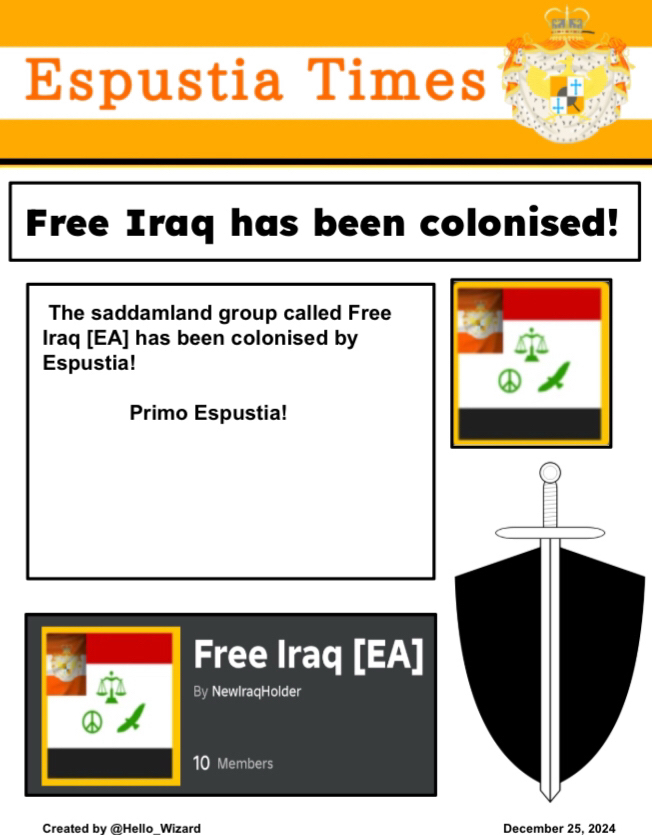 Espustia Times
Free Iraq has been colonised!
The saddamland group called Free
Iraq [EA] has been colonised by
Espustia!
Primo Espustia!
Free Iraq [EA]
By NewIraqHolder
10 Members
Created by @Hello_Wizard
December 25, 2024